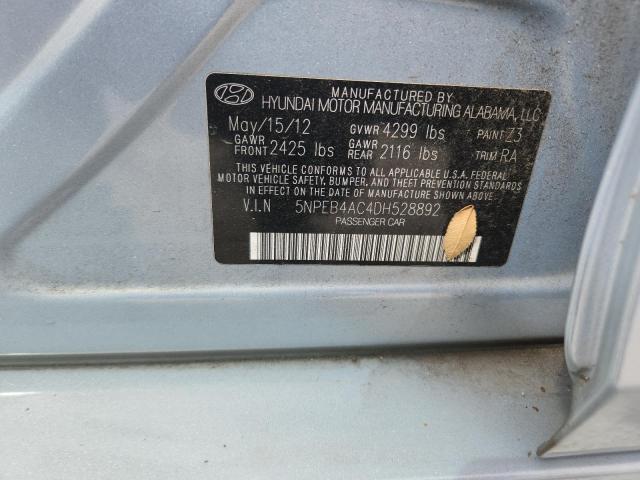 MANUFACTURED BY
HYUNDAI MOTOR MANUFACTURING ALABAMA, LLC
May/15/12 GVWR 4299 lbs PAINT Z3
GAWR FRONT 2425 lbs GAWR REAR 2116 lbs TRIM RA
THIS VEHICLE CONFORMS TO ALL APPLICABLE U.S.A. FEDERAL
MOTOR VEHICLE SAFETY, BUMPER, AND THEFT PREVENTION STANDARDS
IN EFFECT ON THE DATE OF MANUFACTURE SHOWN ABOVE.
V.I.N 5NPEB4AC4DH528892
PASSENGER CAR